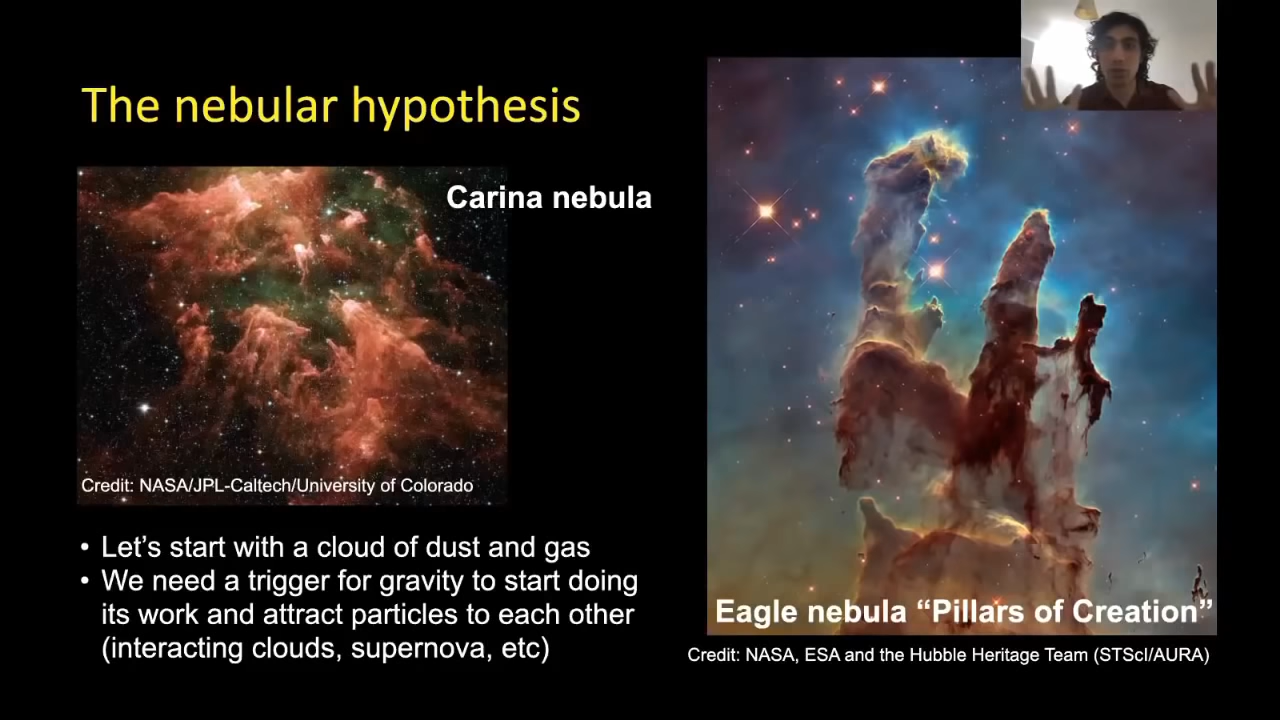 The nebular hypothesis
Carina nebula
Credit: NASA/JPL-Caltech/University of Colorado
• Let’s start with a cloud of dust and gas
• We need a trigger for gravity to start doing
its work and attract particles to each other
(interacting clouds, supernova, etc)
Eagle nebula “Pillars of Creation”
Credit: NASA, ESA and the Hubble Heritage Team (STScI/AURA)